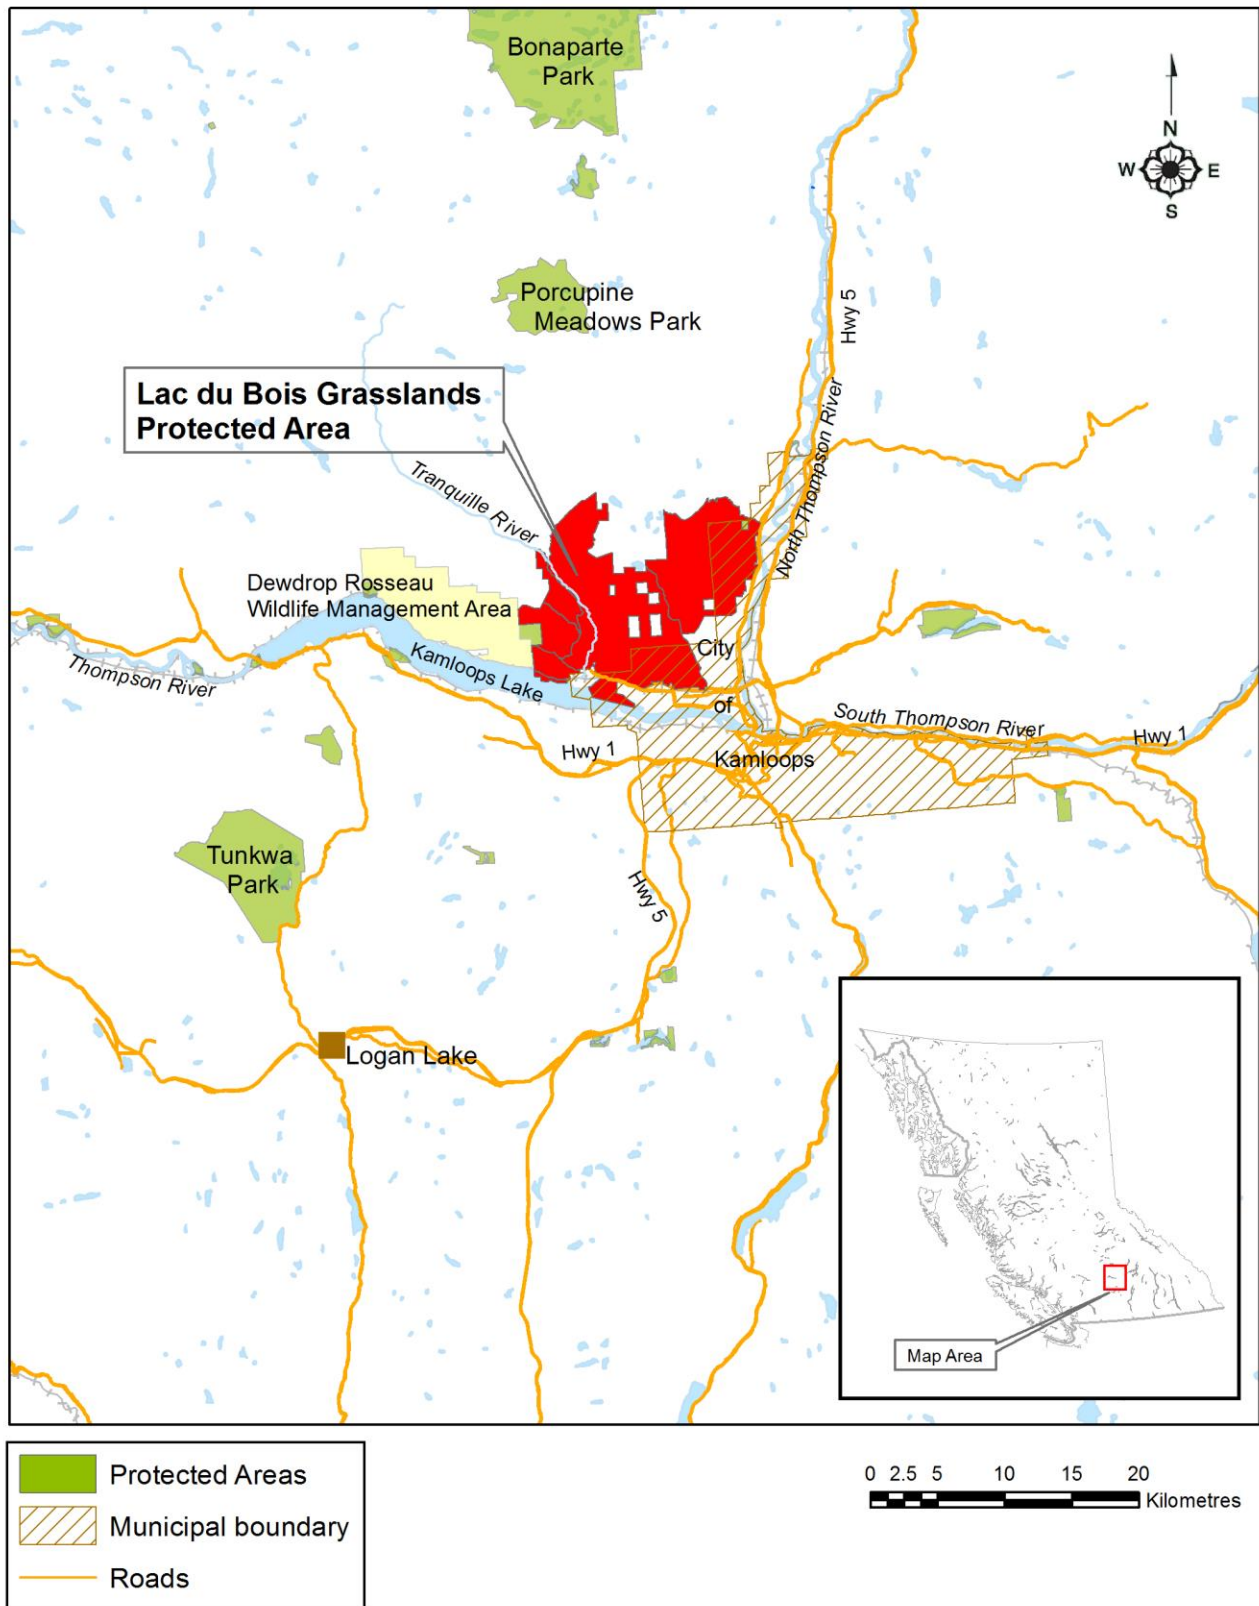 Bonaparte
Park
N
W
E
S
Porcupine
Meadows Park
Hwy 5
Lac du Bois Grasslands
Protected Area
Tranquille River
North Thompson River
Dewdrop Rosseau
Wildlife Management Area
Thompson River
Kamloops Lake
City
of
Kamloops
South Thompson River
Hwy 1
Hwy 1
Tunkwa
Park
Hwy 5
Logan Lake
Map Area
Protected Areas
Municipal boundary
Roads
0 2.5 5 10 15 20
Kilometres